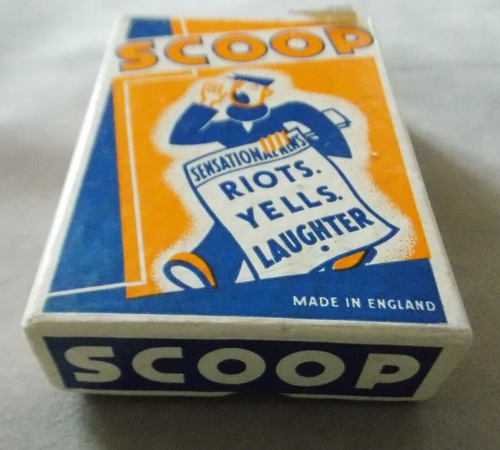 SCOOP
SENSATIONAL NEWS
RIOTS.
YELLS.
LAUGHTER.
MADE IN ENGLAND
SCOOP